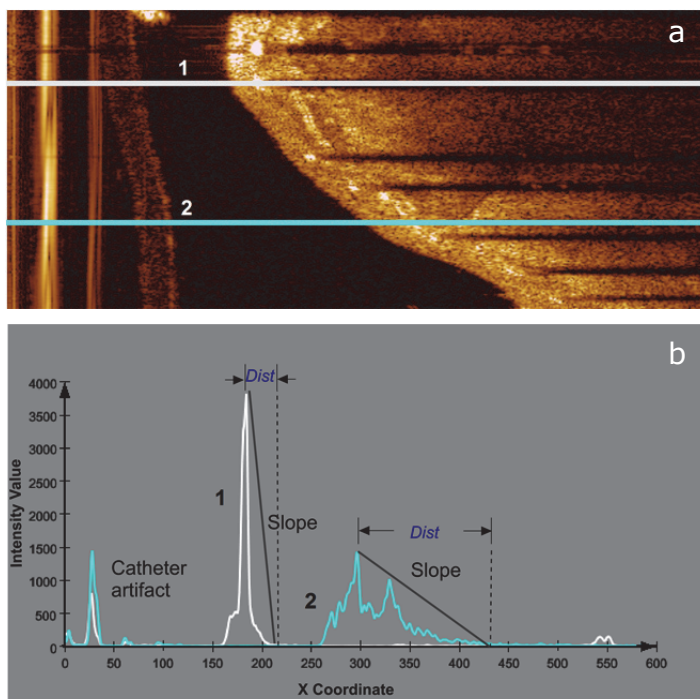 a
1
2
b
Dist
4000
3500
3000
2500
2000
1500
1000
500
0
Intensity Value
1
Slope
Dist
Catheter
artifact
2
Slope
0 50 100 150 200 250 300 350 400 450 500 550 600
X Coordinate